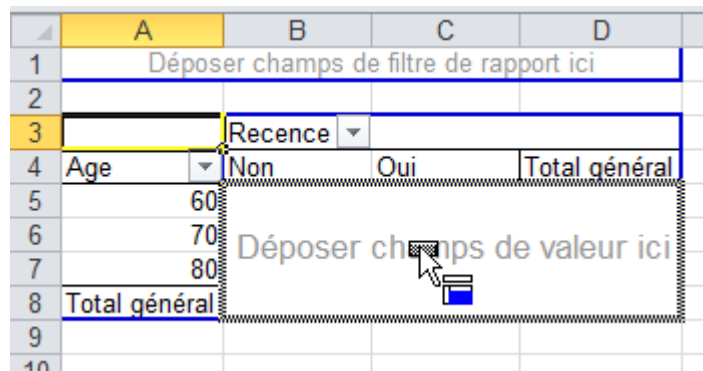 A B C D
1 Déposer champs de filtre de rapport ici
2
3 Recence
4 Age Non Oui Total général
5 60
6 70 Déposer champs de valeur ici
7 80
8 Total général
9
10